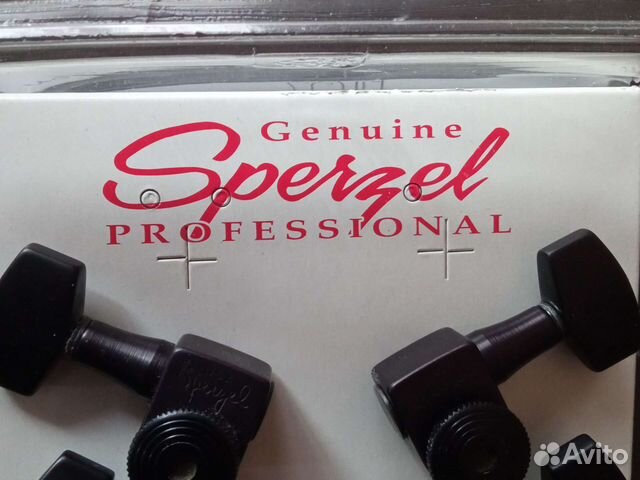 Genuine
Sperzel
PROFESSIONAL
Sperzel
Avito